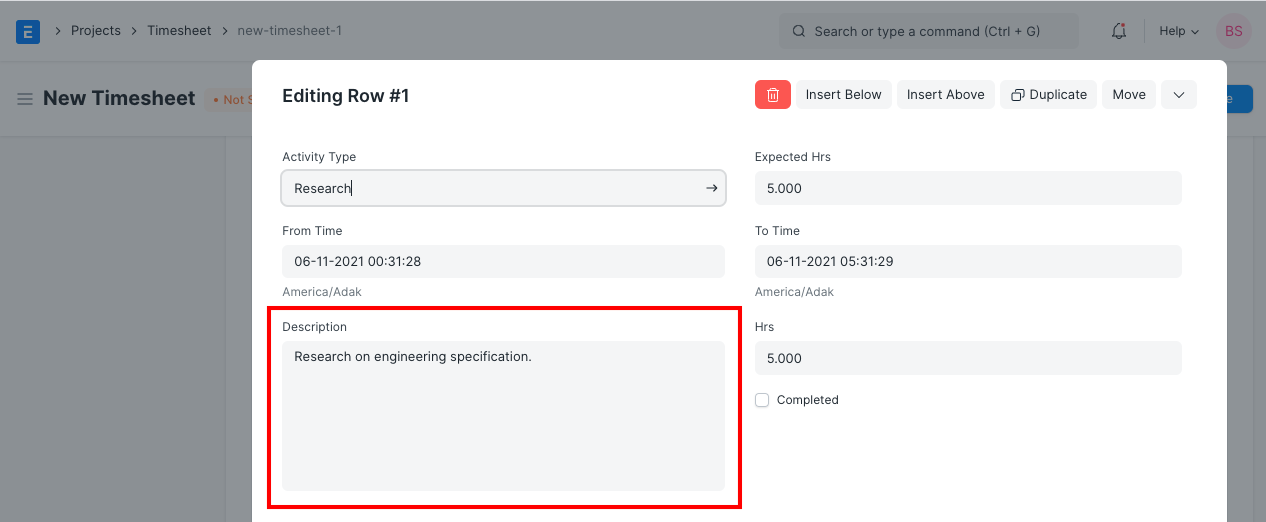 E Projects Timesheet new-timesheet-1 Search or type a command (Ctrl + G) Help BS
New Timesheet • Not S
Editing Row #1 Insert Below Insert Above Duplicate Move
Activity Type
Research
Expected Hrs
5.000
From Time
06-11-2021 00:31:28
America/Adak
To Time
06-11-2021 05:31:29
America/Adak
Description
Research on engineering specification.
Hrs
5.000
Completed